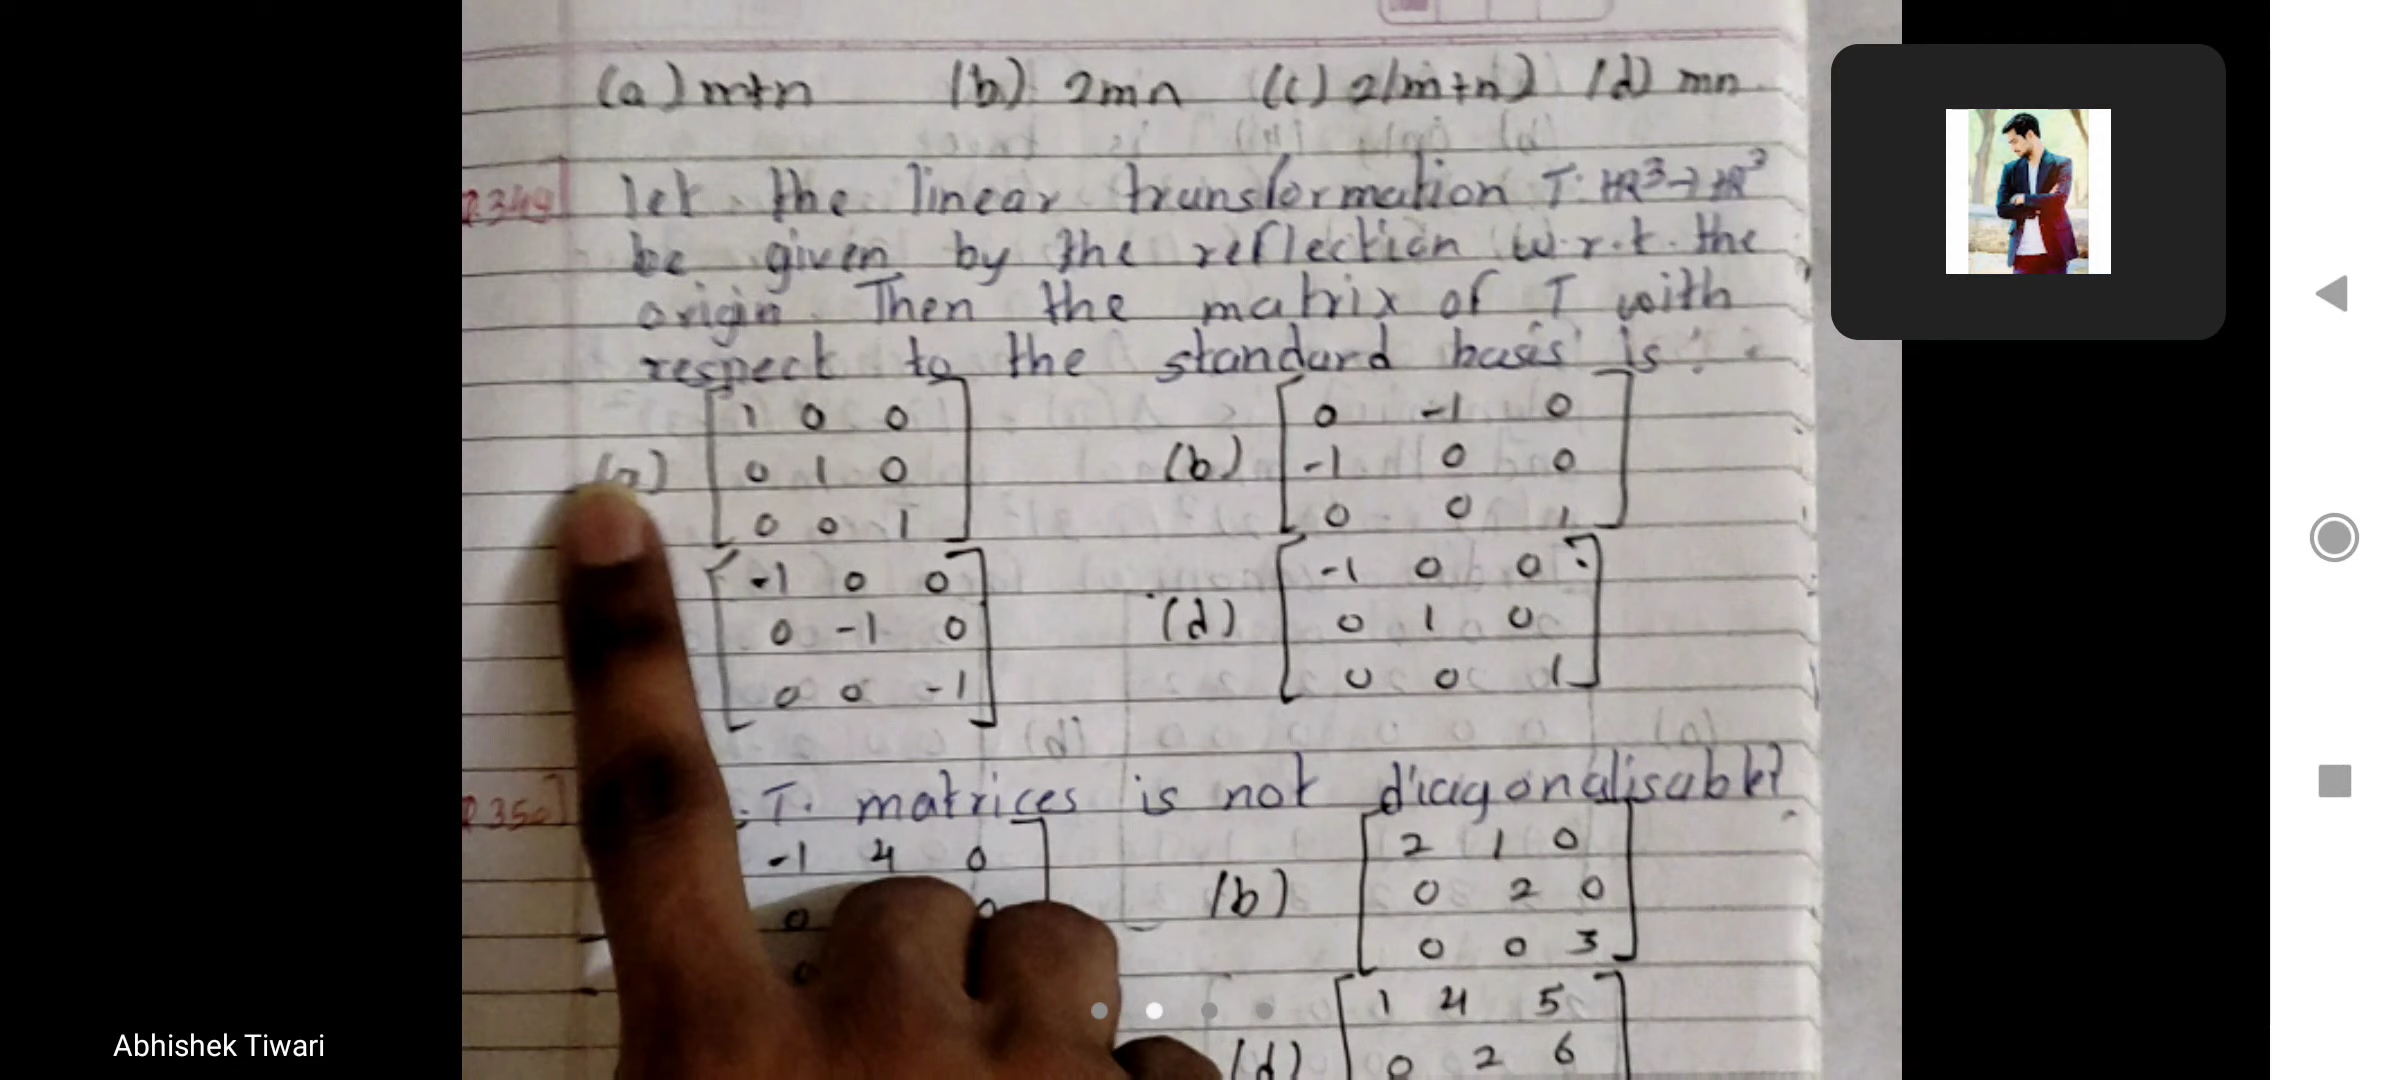 (a) m+n (b) 2mn (c) 2(m+n) (d) mn
Q349] let the linear transformation T: ℝ³→ℝ³
be given by the reflection w.r.t. the
origin. Then the matrix of T with
respect to the standard basis is:
(a) [1 0 0
0 1 0
0 0 1]
(b) [0 -1 0
-1 0 0
0 0 1]
[-1 0 0
0 -1 0
0 0 -1]
(d) [-1 0 0
0 1 0
0 0 1]
Q350] .T. matrices is not diagonalisable?
-1 4 0
0 0
0
(b) [2 1 0
0 2 0
0 0 3]
(d) [1 4 5
0 2 6
Abhishek Tiwari